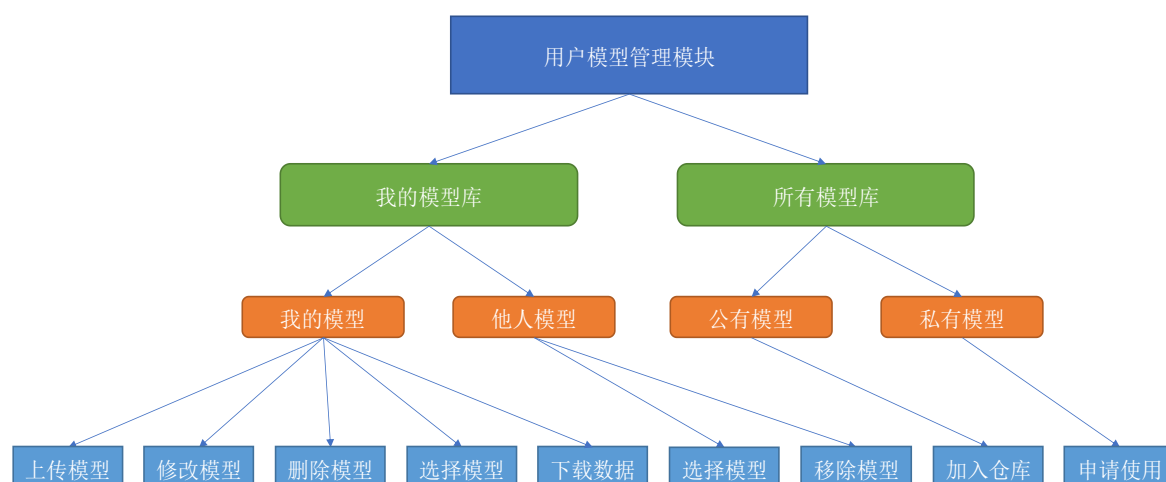 用户模型管理模块
我的模型库
所有模型库
我的模型
他人模型
公有模型
私有模型
上传模型
修改模型
删除模型
选择模型
下载数据
选择模型
移除模型
加入仓库
申请使用